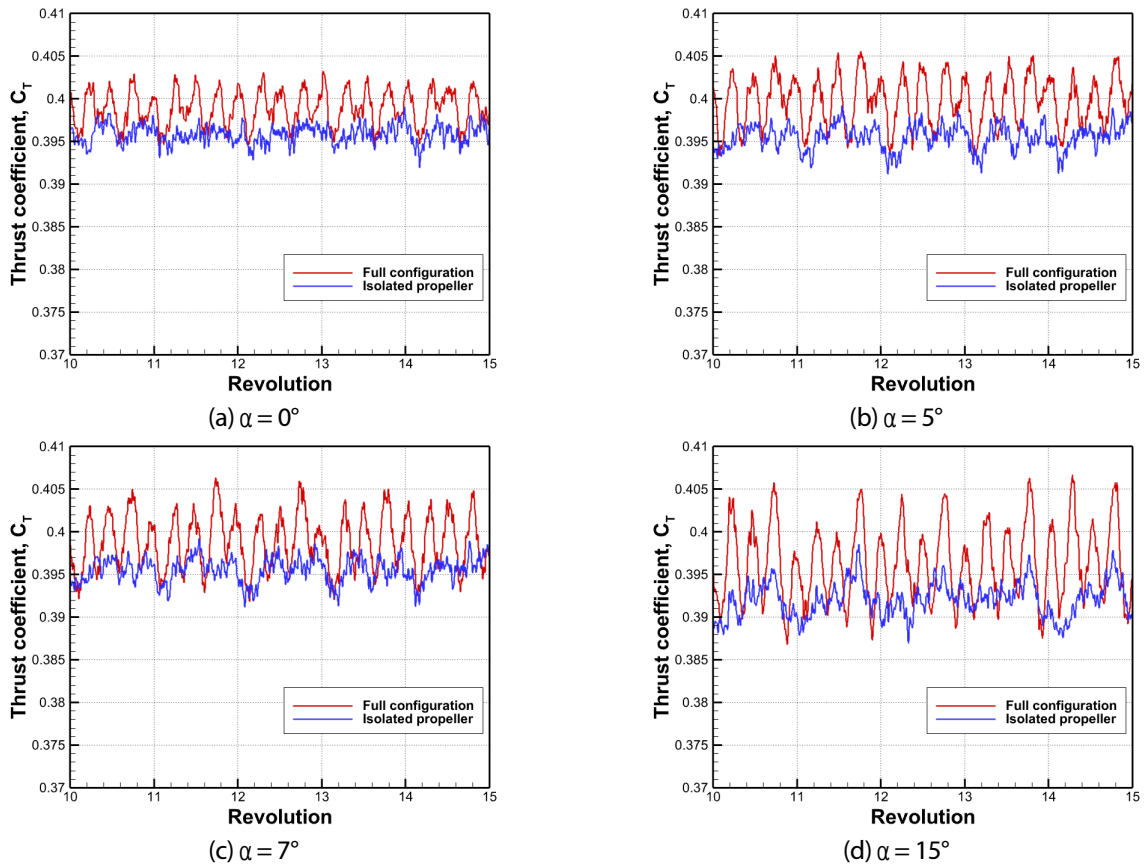 0.41
0.405
0.4
0.395
0.39
0.385
0.38
0.375
0.37
Thrust coefficient, C_T
Full configuration
Isolated propeller
10 11 12 13 14 15
Revolution
(a) α = 0°
0.41
0.405
0.4
0.395
0.39
0.385
0.38
0.375
0.37
Thrust coefficient, C_T
Full configuration
Isolated propeller
10 11 12 13 14 15
Revolution
(b) α = 5°
0.41
0.405
0.4
0.395
0.39
0.385
0.38
0.375
0.37
Thrust coefficient, C_T
Full configuration
Isolated propeller
10 11 12 13 14 15
Revolution
(c) α = 7°
0.41
0.405
0.4
0.395
0.39
0.385
0.38
0.375
0.37
Thrust coefficient, C_T
Full configuration
Isolated propeller
10 11 12 13 14 15
Revolution
(d) α = 15°